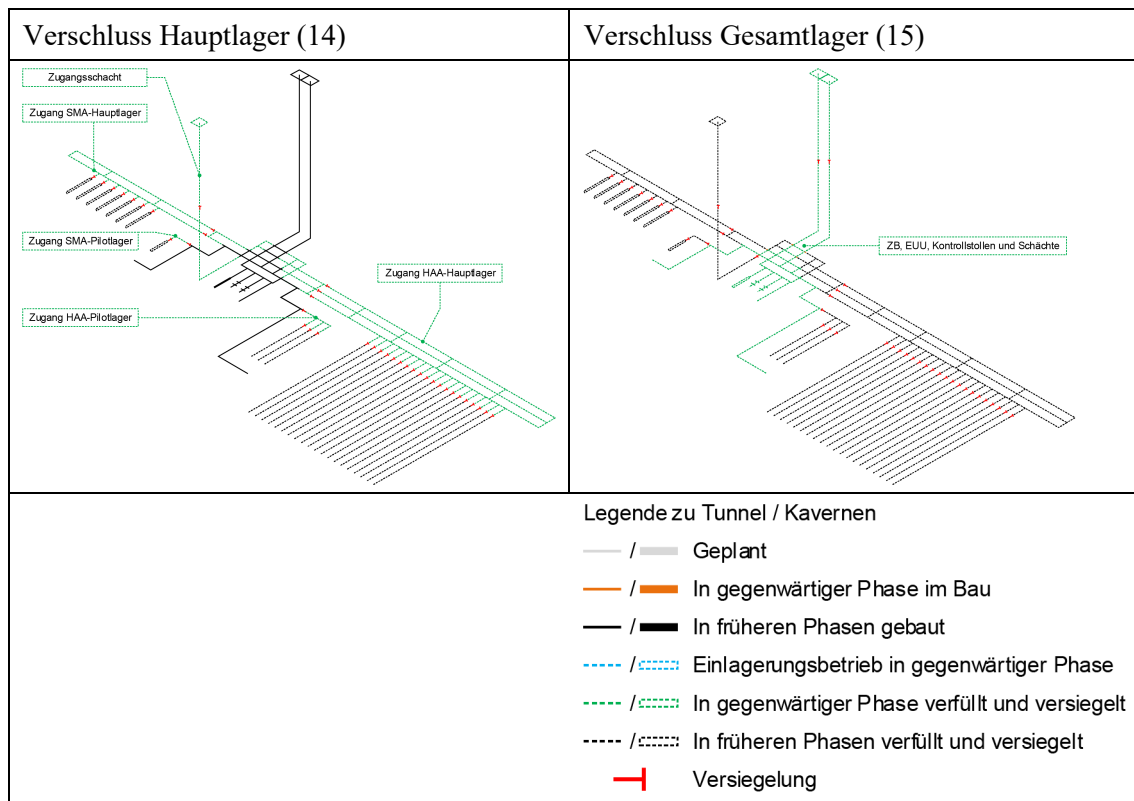 Verschluss Hauptlager (14)
Verschluss Gesamtlager (15)
Zugangsschacht
Zugang SMA-Hauptlager
Zugang SMA-Pilotlager
Zugang HAA-Hauptlager
Zugang HAA-Pilotlager
ZB, EUU, Kontrollstollen und Schächte
Legende zu Tunnel / Kavernen
/ Geplant
/ In gegenwärtiger Phase im Bau
/ In früheren Phasen gebaut
/ Einlagerungsbetrieb in gegenwärtiger Phase
/ In gegenwärtiger Phase verfüllt und versiegelt
/ In früheren Phasen verfüllt und versiegelt
Versiegelung